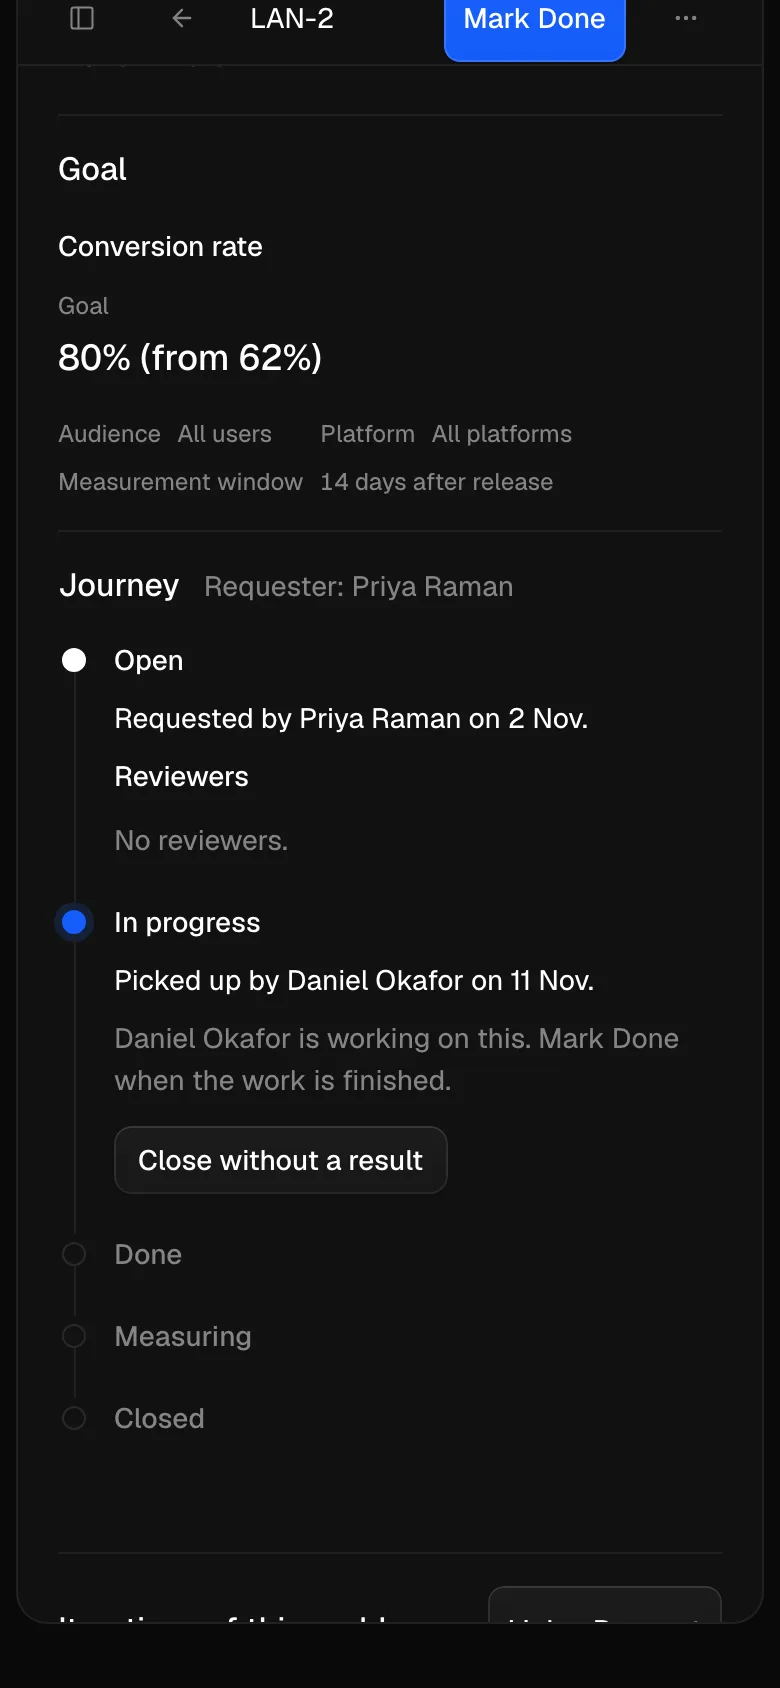 LAN-2
Mark Done
Goal
Conversion rate
Goal
80% (from 62%)
Audience All users Platform All platforms
Measurement window 14 days after release
Journey Requester: Priya Raman
Open
Requested by Priya Raman on 2 Nov.
Reviewers
No reviewers.
In progress
Picked up by Daniel Okafor on 11 Nov.
Daniel Okafor is working on this. Mark Done
when the work is finished.
Close without a result
Done
Measuring
Closed